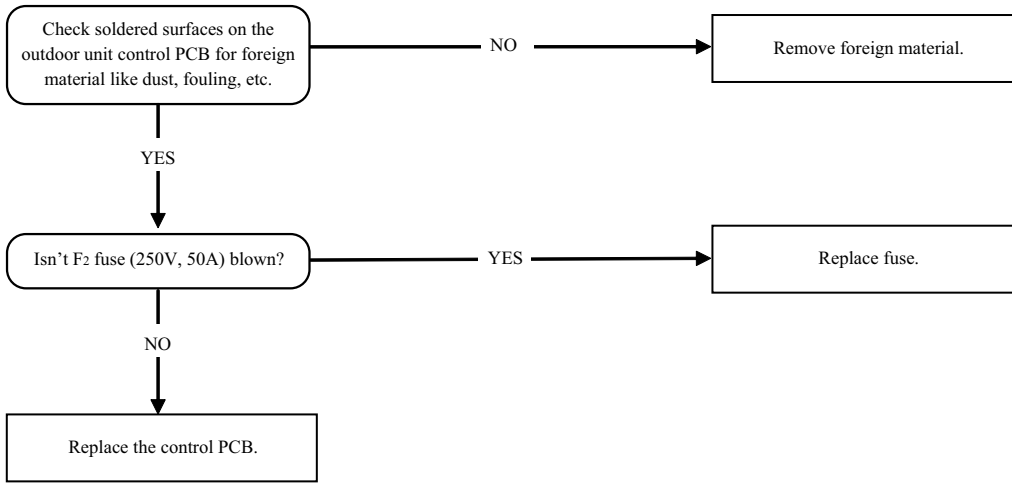 Check soldered surfaces on the
outdoor unit control PCB for foreign
material like dust, fouling, etc.
NO
Remove foreign material.
YES
Isn’t F2 fuse (250V, 50A) blown?
YES
Replace fuse.
NO
Replace the control PCB.